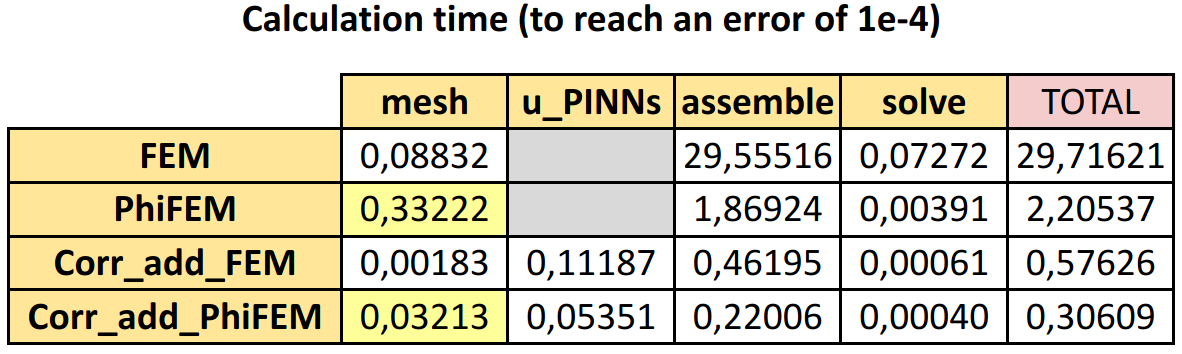 Calculation time (to reach an error of 1e-4)
mesh u_PINNs assemble solve TOTAL
FEM 0,08832 29,55516 0,07272 29,71621
PhiFEM 0,33222 1,86924 0,00391 2,20537
Corr_add_FEM 0,00183 0,11187 0,46195 0,00061 0,57626
Corr_add_PhiFEM 0,03213 0,05351 0,22006 0,00040 0,30609